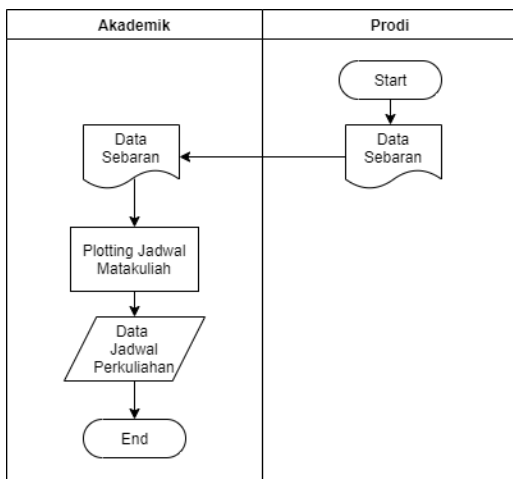 Akademik
Prodi
Start
Data
Sebaran
Data
Sebaran
Plotting Jadwal
Matakuliah
Data
Jadwal
Perkuliahan
End